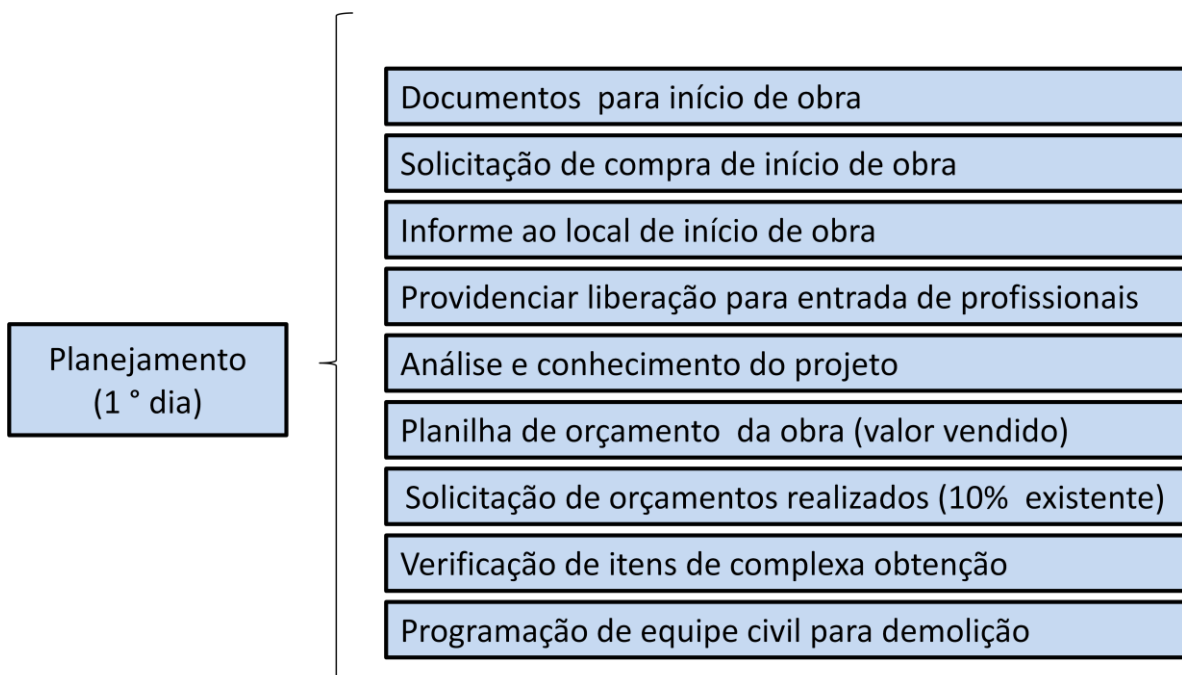 Documentos  para início de obra
Solicitação de compra de início de obra
Informe ao local de início de obra
Providenciar liberação para entrada de profissionais
Planejamento
(1 ° dia)
Análise e conhecimento do projeto
Planilha de orçamento  da obra (valor vendido)
Solicitação de orçamentos realizados (10%  existente)
Verificação de itens de complexa obtenção
Programação de equipe civil para demolição